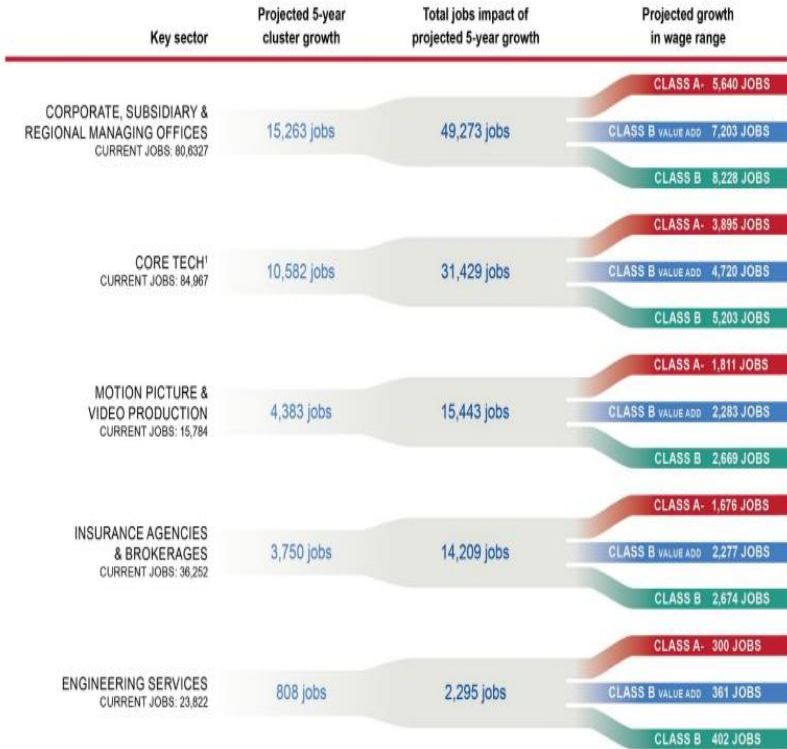 Key sector
Projected 5-year
cluster growth
Total jobs impact of
projected 5-year growth
Projected growth
in wage range
CORPORATE, SUBSIDIARY &
REGIONAL MANAGING OFFICES
CURRENT JOBS: 80,6327
15,263 jobs
49,273 jobs
CLASS A- 5,640 JOBS
CLASS B VALUE ADD 7,203 JOBS
CLASS B 8,228 JOBS
CORE TECH¹
CURRENT JOBS: 84,967
10,582 jobs
31,429 jobs
CLASS A- 3,895 JOBS
CLASS B VALUE ADD 4,720 JOBS
CLASS B 5,203 JOBS
MOTION PICTURE &
VIDEO PRODUCTION
CURRENT JOBS: 15,784
4,383 jobs
15,443 jobs
CLASS A- 1,811 JOBS
CLASS B VALUE ADD 2,283 JOBS
CLASS B 2,669 JOBS
INSURANCE AGENCIES
& BROKERAGES
CURRENT JOBS: 36,252
3,750 jobs
14,209 jobs
CLASS A- 1,676 JOBS
CLASS B VALUE ADD 2,277 JOBS
CLASS B 2,674 JOBS
ENGINEERING SERVICES
CURRENT JOBS: 23,822
808 jobs
2,295 jobs
CLASS A- 300 JOBS
CLASS B VALUE ADD 361 JOBS
CLASS B 402 JOBS